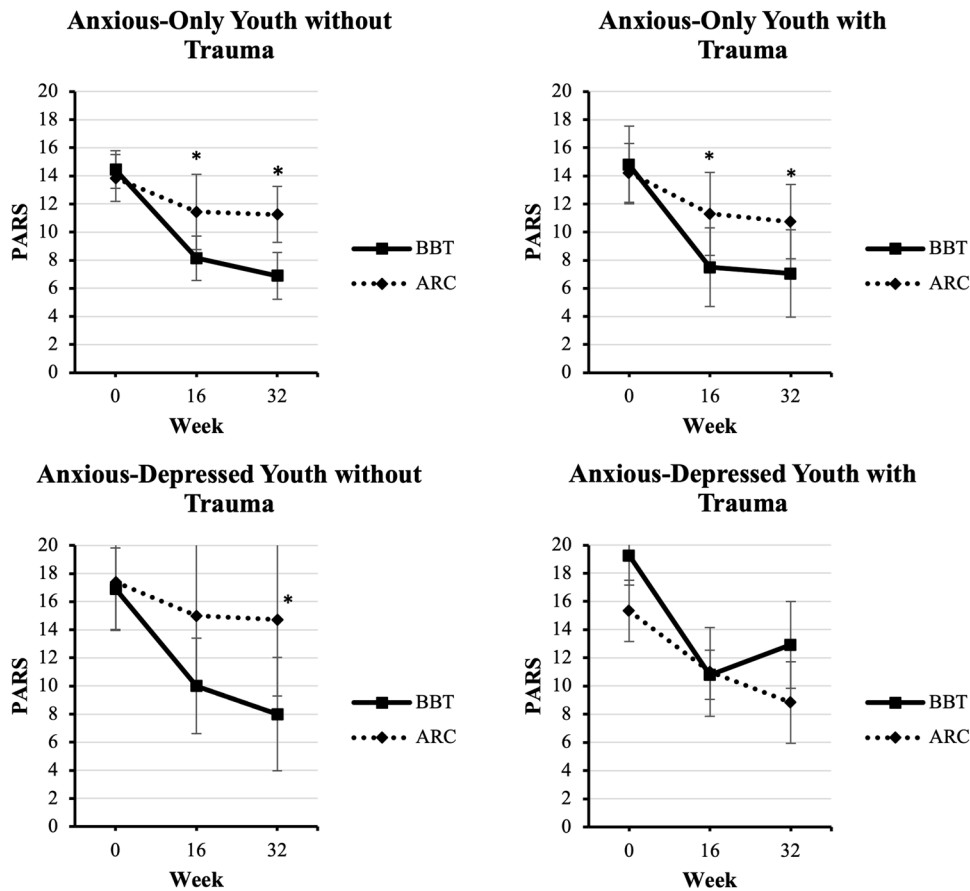 Anxious-Only Youth without
Trauma
20
18
16
14
12
10
8
6
4
2
0
PARS
*
*
0 16 32
Week
BBT
ARC
Anxious-Only Youth with
Trauma
20
18
16
14
12
10
8
6
4
2
0
PARS
*
*
0 16 32
Week
BBT
ARC
Anxious-Depressed Youth without
Trauma
20
18
16
14
12
10
8
6
4
2
0
PARS
*
0 16 32
Week
BBT
ARC
Anxious-Depressed Youth with
Trauma
20
18
16
14
12
10
8
6
4
2
0
PARS
0 16 32
Week
BBT
ARC